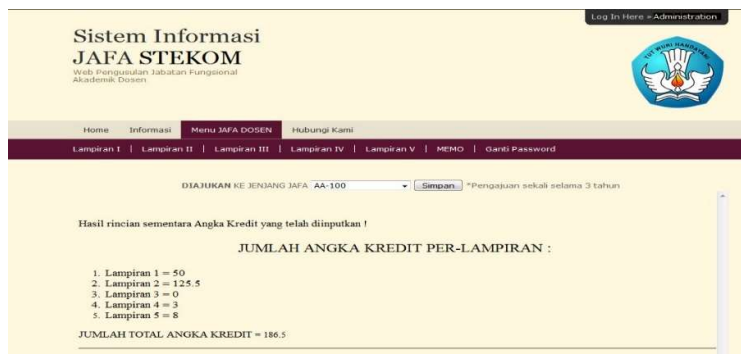 Log In Here » Administration
Sistem Informasi
JAFA STEKOM
Web Pengusulan Jabatan Fungsional
Akademik Dosen
TUT WURI HANDAYANI
Home Informasi Menu JAFA DOSEN Hubungi Kami
Lampiran I | Lampiran II | Lampiran III | Lampiran IV | Lampiran V | MEMO | Ganti Password
DIAJUKAN KE JENJANG JAFA AA-100 Simpan *Pengajuan sekali selama 3 tahun
Hasil rincian sementara Angka Kredit yang telah diinputkan !
JUMLAH ANGKA KREDIT PER-LAMPIRAN :
1. Lampiran 1 = 50
2. Lampiran 2 = 125.5
3. Lampiran 3 = 0
4. Lampiran 4 = 3
5. Lampiran 5 = 8
JUMLAH TOTAL ANGKA KREDIT = 186.5